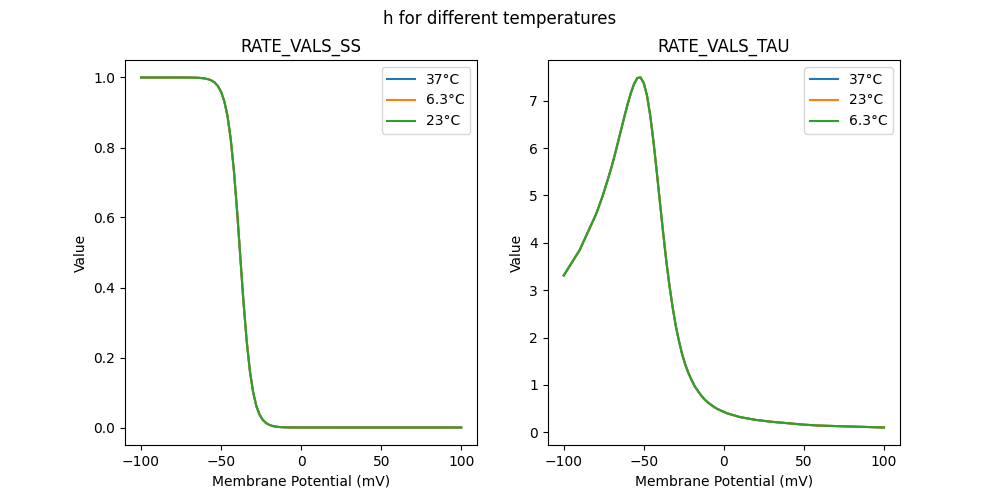 h for different temperatures
RATE_VALS_SS
1.0
0.8
0.6
0.4
0.2
0.0
Value
−100
−50
0
50
100
Membrane Potential (mV)
37°C
6.3°C
23°C
RATE_VALS_TAU
7
6
5
4
3
2
1
0
Value
−100
−50
0
50
100
Membrane Potential (mV)
37°C
23°C
6.3°C